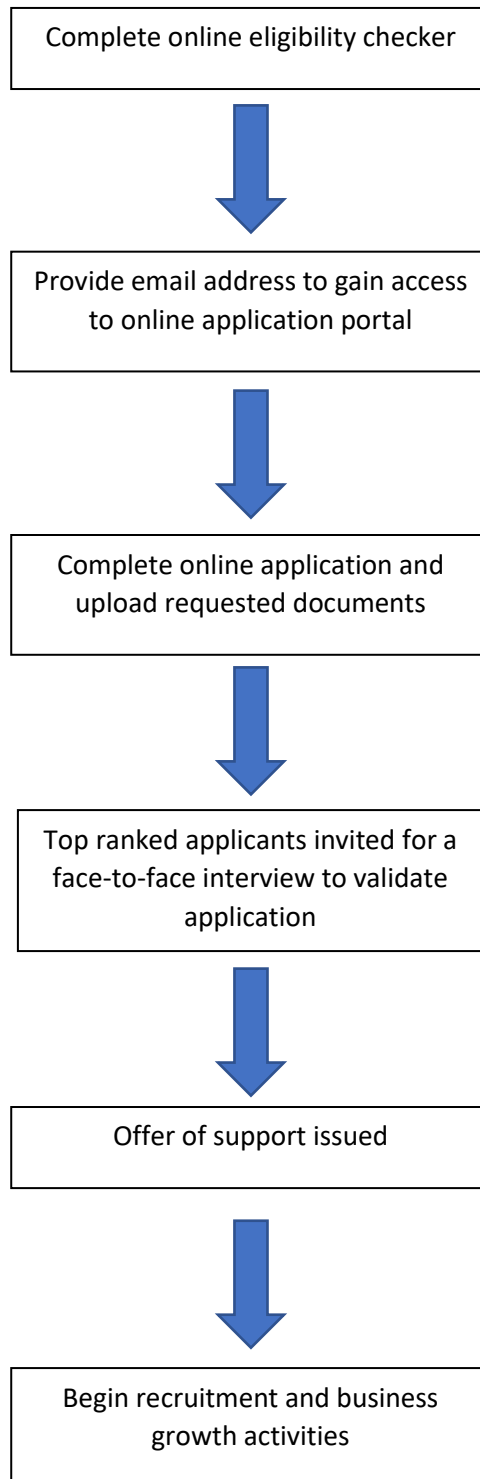 Complete online eligibility checker
Provide email address to gain access
to online application portal
Complete online application and
upload requested documents
Top ranked applicants invited for a
face-to-face interview to validate
application
Offer of support issued
Begin recruitment and business
growth activities